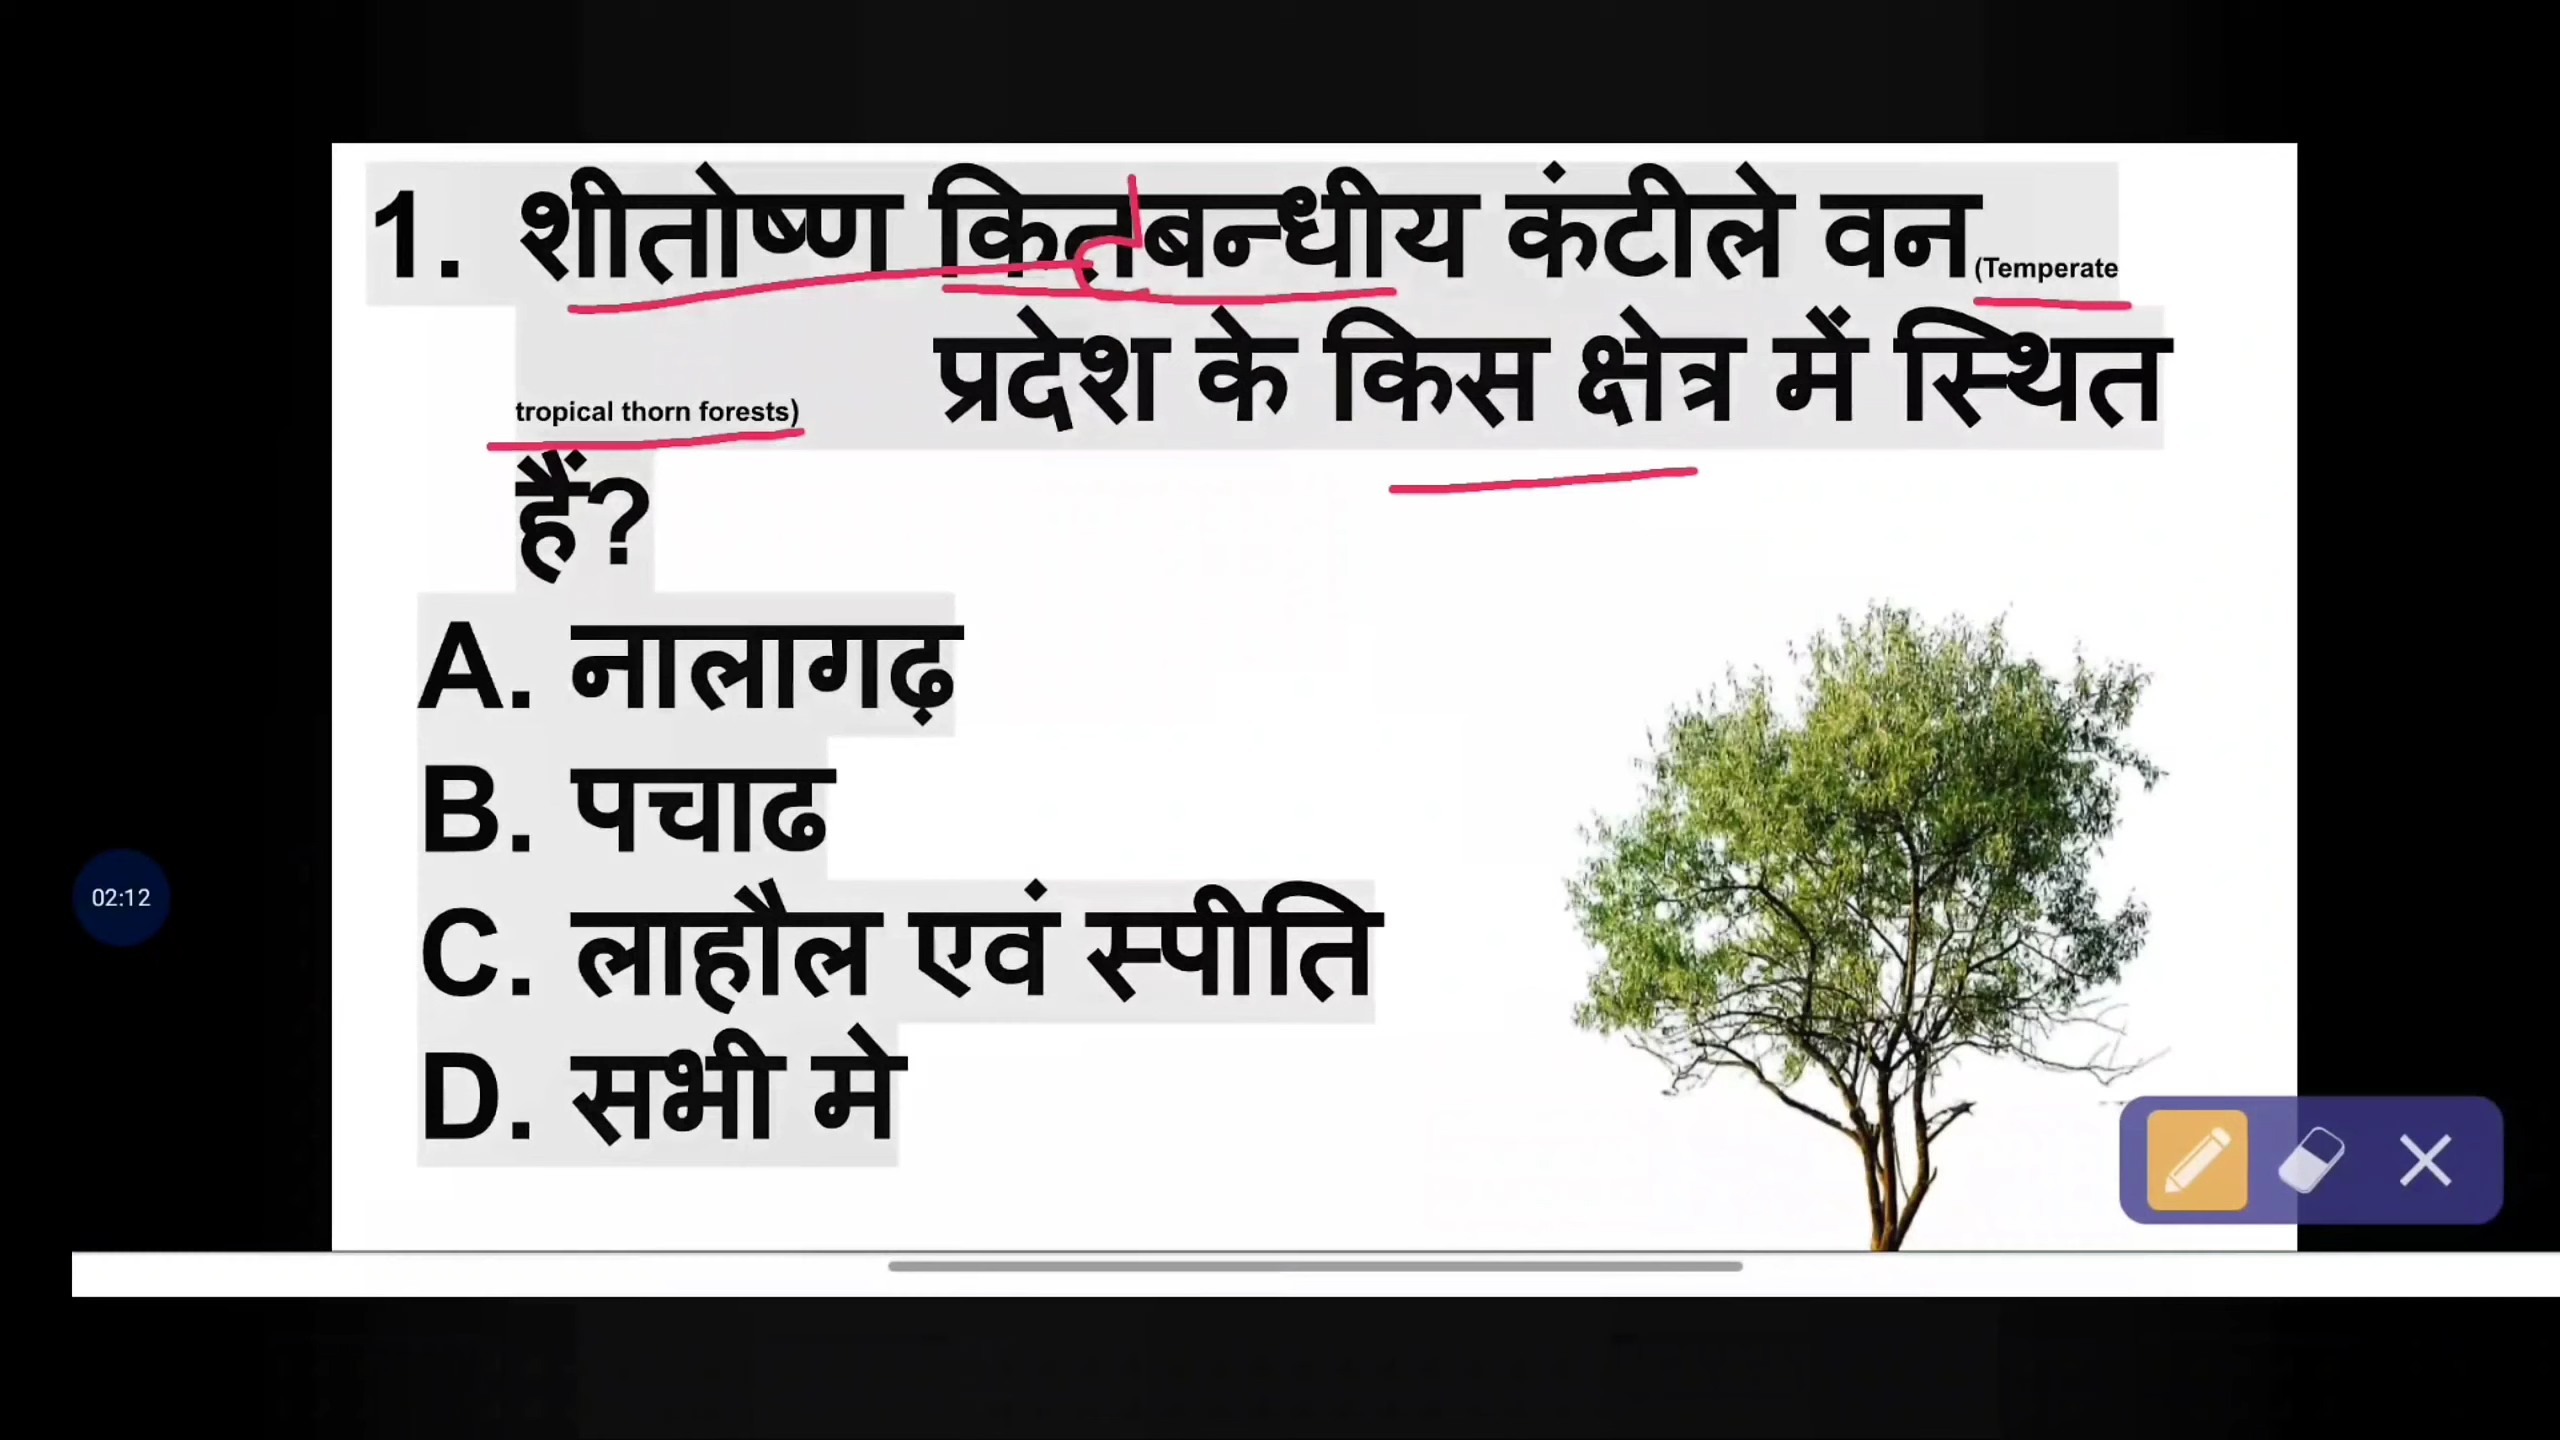 1. शीतोष्ण कितबन्धीय कंटीले वन (Temperate
tropical thorn forests) प्रदेश के किस क्षेत्र में स्थित
हैं?
A. नालागढ़
B. पचाढ
C. लाहौल एवं स्पीति
D. सभी मे
02:12